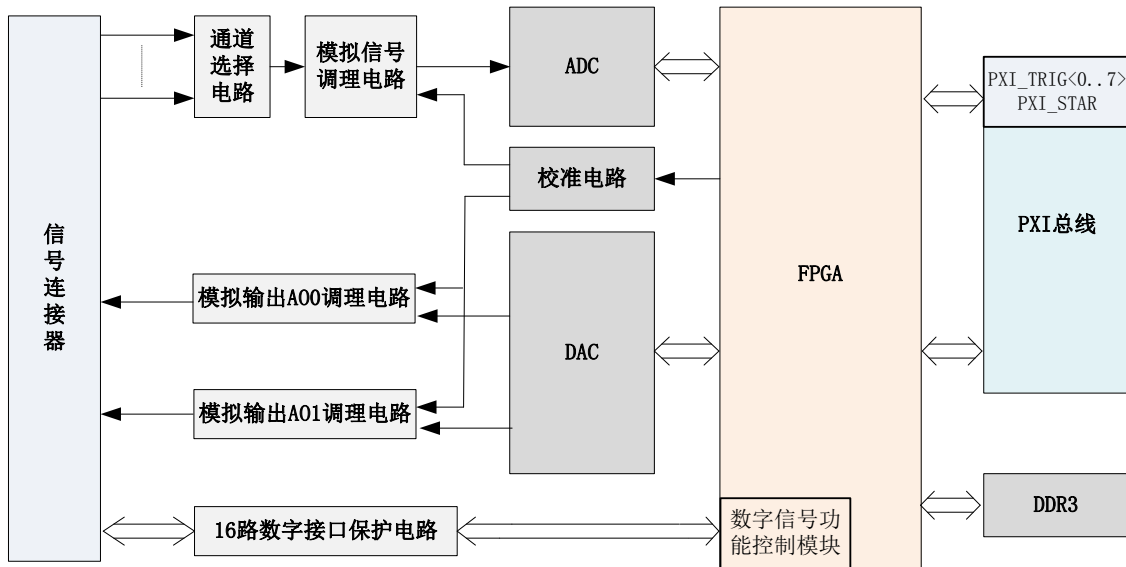 通道
选择
电路
模拟信号
调理电路
ADC
PXI_TRIG<0..7>
PXI_STAR
校准电路
PXI总线
信
号
连
接
器
FPGA
模拟输出AO0调理电路
DAC
模拟输出AO1调理电路
16路数字接口保护电路
数字信号功
能控制模块
DDR3